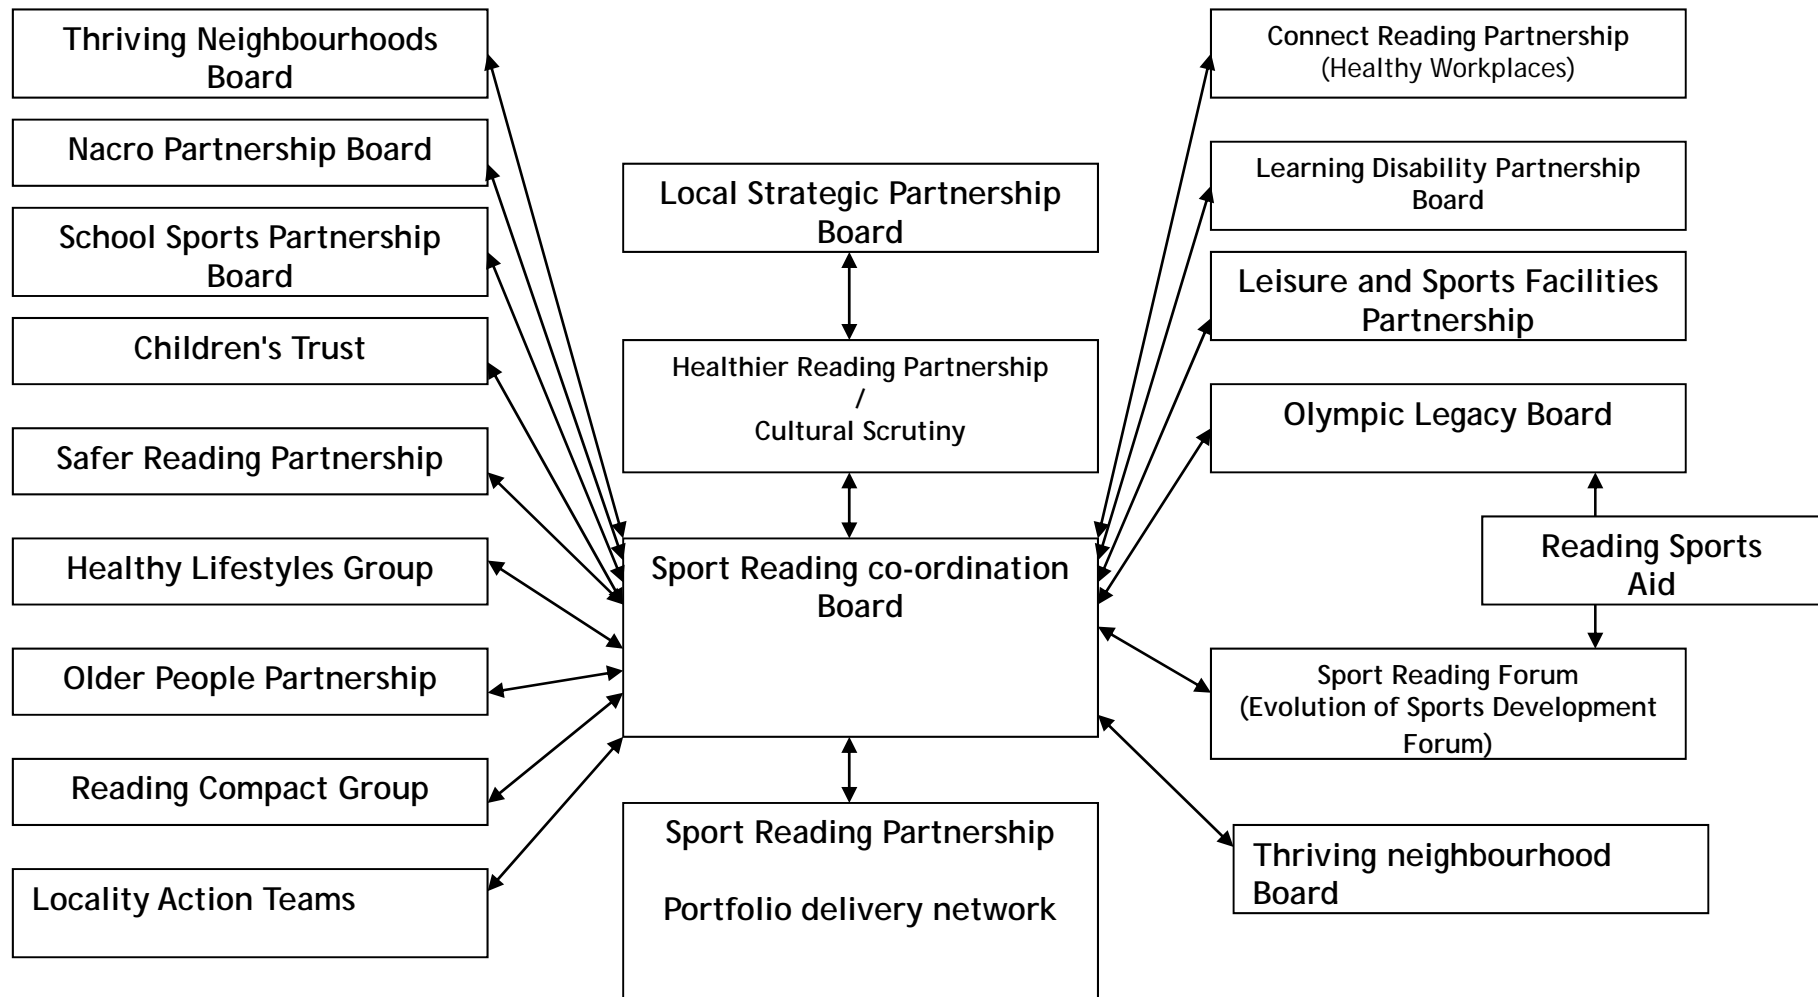 Thriving Neighbourhoods
Board
Nacro Partnership Board
School Sports Partnership
Board
Children's Trust
Safer Reading Partnership
Healthy Lifestyles Group
Older People Partnership
Reading Compact Group
Locality Action Teams
Local Strategic Partnership
Board
Healthier Reading Partnership
/
Cultural Scrutiny
Sport Reading co-ordination
Board
Sport Reading Partnership
Portfolio delivery network
Connect Reading Partnership
(Healthy Workplaces)
Learning Disability Partnership
Board
Leisure and Sports Facilities
Partnership
Olympic Legacy Board
Reading Sports
Aid
Sport Reading Forum
(Evolution of Sports Development
Forum)
Thriving neighbourhood
Board